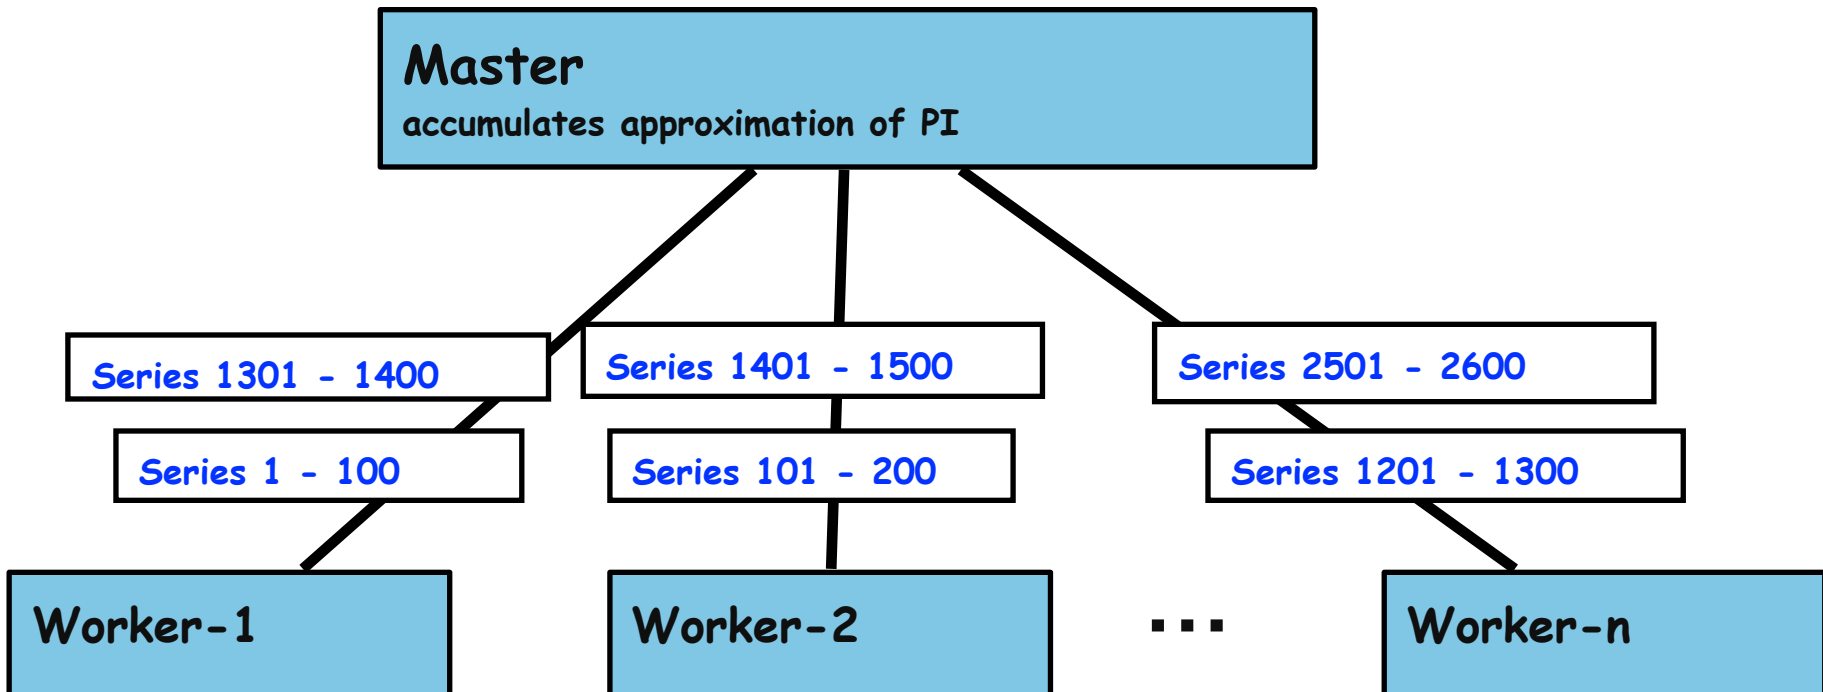 Master
accumulates approximation of PI
Series 1301 - 1400
Series 1401 - 1500
Series 2501 - 2600
Series 1 - 100
Series 101 - 200
Series 1201 - 1300
Worker-1
Worker-2
...
Worker-n